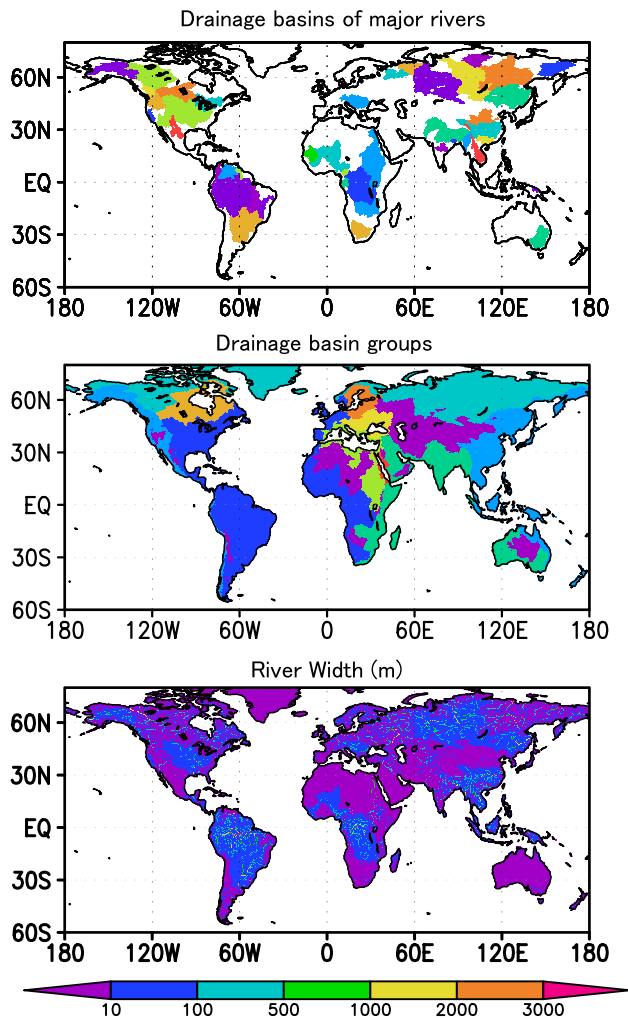 Drainage basins of major rivers
60N
30N
EQ
30S
60S
180 120W 60W 0 60E 120E 180
Drainage basin groups
60N
30N
EQ
30S
60S
180 120W 60W 0 60E 120E 180
River Width (m)
60N
30N
EQ
30S
60S
180 120W 60W 0 60E 120E 180
10 100 500 1000 2000 3000